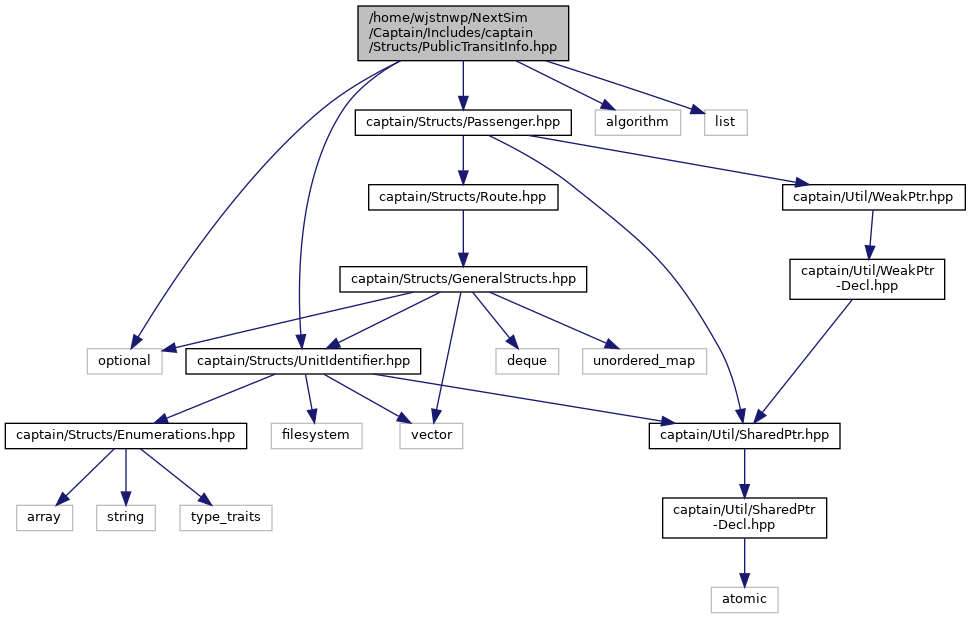 /home/wjstnwp/NextSim
/Captain/Includes/captain
/Structs/PublicTransitInfo.hpp
captain/Structs/Passenger.hpp
algorithm
list
captain/Structs/Route.hpp
captain/Util/WeakPtr.hpp
captain/Structs/GeneralStructs.hpp
captain/Util/WeakPtr
-Decl.hpp
optional
captain/Structs/UnitIdentifier.hpp
deque
unordered_map
captain/Structs/Enumerations.hpp
filesystem
vector
captain/Util/SharedPtr.hpp
array
string
type_traits
captain/Util/SharedPtr
-Decl.hpp
atomic